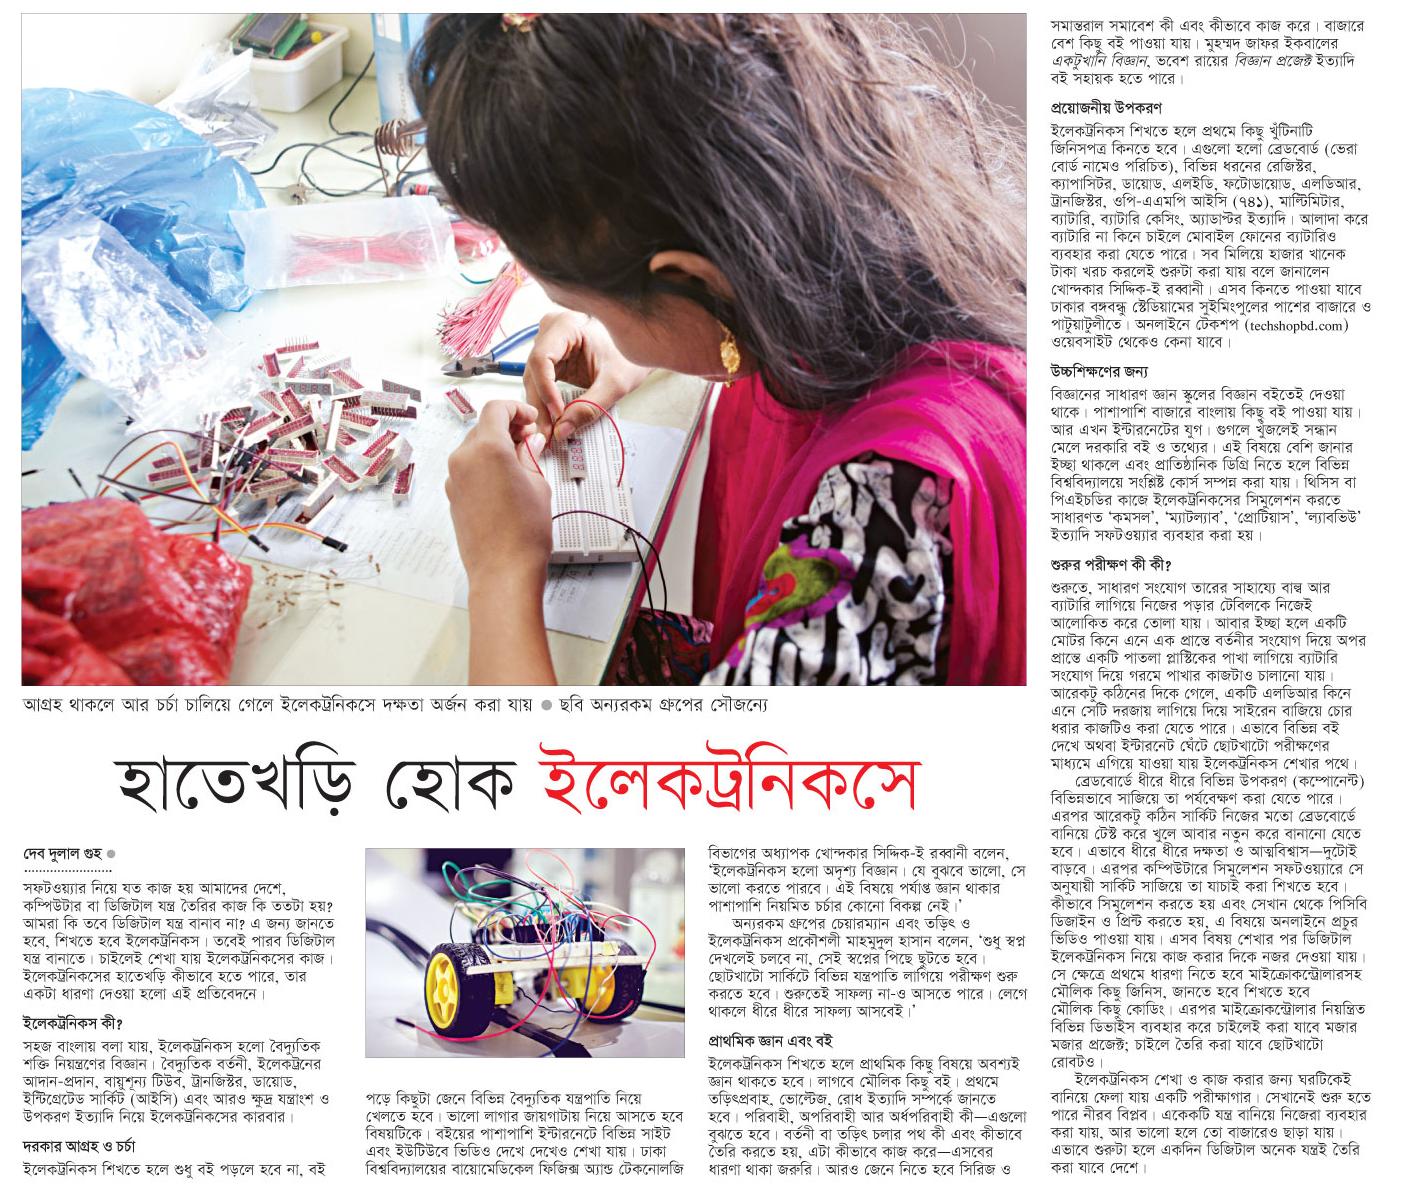 আগ্রহ থাকলে আর চর্চা চালিয়ে গেলে ইলেকট্রনিকসে দক্ষতা অর্জন করা যায় ● ছবি অন্যরকম গ্রুপের সৌজন্যে
হাতেখড়ি হোক ইলেকট্রনিকসে
দেব দুলাল গুহ ●
সফটওয়্যার নিয়ে যত কাজ হয় আমাদের দেশে,
কম্পিউটার বা ডিজিটাল যন্ত্র তৈরির কাজ কি ততটা হয়?
আমরা কি তবে ডিজিটাল যন্ত্র বানাব না? এ জন্য জানতে
হবে, শিখতে হবে ইলেকট্রনিকস। তবেই পারব ডিজিটাল
যন্ত্র বানাতে। চাইলেই শেখা যায় ইলেকট্রনিকসের কাজ।
ইলেকট্রনিকসের হাতেখড়ি কীভাবে হতে পারে, তার
একটা ধারণা দেওয়া হলো এই প্রতিবেদনে।
ইলেকট্রনিকস কী?
সহজ বাংলায় বলা যায়, ইলেকট্রনিকস হলো বৈদ্যুতিক
শক্তি নিয়ন্ত্রণের বিজ্ঞান। বৈদ্যুতিক বর্তনী, ইলেকট্রনের
আদান-প্রদান, বায়ুশূন্য টিউব, ট্রানজিস্টর, ডায়োড,
ইন্টিগ্রেটেড সার্কিট (আইসি) এবং আরও ক্ষুদ্র যন্ত্রাংশ ও
উপকরণ ইত্যাদি নিয়ে ইলেকট্রনিকসের কারবার।
দরকার আগ্রহ ও চর্চা
ইলেকট্রনিকস শিখতে হলে শুধু বই পড়লে হবে না, বই
পড়ে কিছুটা জেনে বিভিন্ন বৈদ্যুতিক যন্ত্রপাতি নিয়ে
খেলতে হবে। ভালো লাগার জায়গাটায় নিয়ে আসতে হবে
বিষয়টিকে। বইয়ের পাশাপাশি ইন্টারনেটে বিভিন্ন সাইট
এবং ইউটিউবে ভিডিও দেখে দেখেও শেখা যায়। ঢাকা
বিশ্ববিদ্যালয়ের বায়োমেডিকেল ফিজিক্স অ্যান্ড টেকনোলজি
বিভাগের অধ্যাপক খোন্দকার সিদ্দিক-ই রব্বানী বলেন,
‘ইলেকট্রনিকস হলো অদৃশ্য বিজ্ঞান। যে বুঝবে ভালো, সে
ভালো করতে পারবে। এই বিষয়ে পর্যাপ্ত জ্ঞান থাকার
পাশাপাশি নিয়মিত চর্চার কোনো বিকল্প নেই।’
অন্যরকম গ্রুপের চেয়ারম্যান এবং তড়িৎ ও
ইলেকট্রনিকস প্রকৌশলী মাহমুদুল হাসান বলেন, ‘শুধু স্বপ্ন
দেখলেই চলবে না, সেই স্বপ্নের পিছে ছুটতে হবে।
ছোটখাটো সার্কিটে বিভিন্ন যন্ত্রপাতি লাগিয়ে পরীক্ষণ শুরু
করতে হবে। শুরুতেই সাফল্য না-ও আসতে পারে। লেগে
থাকলে ধীরে ধীরে সাফল্য আসবেই।’
প্রাথমিক জ্ঞান এবং বই
ইলেকট্রনিকস শিখতে হলে প্রাথমিক কিছু বিষয়ে অবশ্যই
জ্ঞান থাকতে হবে। লাগবে মৌলিক কিছু বই। প্রথমে
তড়িৎপ্রবাহ, ভোল্টেজ, রোধ ইত্যাদি সম্পর্কে জানতে
হবে। পরিবাহী, অপরিবাহী আর অর্ধপরিবাহী কী—এগুলো
বুঝতে হবে। বর্তনী বা তড়িৎ চলার পথ কী এবং কীভাবে
তৈরি করতে হয়, এটা কীভাবে কাজ করে—এসবের
ধারণা থাকা জরুরি। আরও জেনে নিতে হবে সিরিজ ও
সমান্তরাল সমাবেশ কী এবং কীভাবে কাজ করে। বাজারে
বেশ কিছু বই পাওয়া যায়। মুহম্মদ জাফর ইকবালের
একটুখানি বিজ্ঞান, ভবেশ রায়ের বিজ্ঞান প্রজেক্ট ইত্যাদি
বই সহায়ক হতে পারে।
প্রয়োজনীয় উপকরণ
ইলেকট্রনিকস শিখতে হলে প্রথমে কিছু খুঁটিনাটি
জিনিসপত্র কিনতে হবে। এগুলো হলো ব্রেডবোর্ড (ভেরা
বোর্ড নামেও পরিচিত), বিভিন্ন ধরনের রেজিস্টর,
ক্যাপাসিটর, ডায়োড, এলইডি, ফটোডায়োড, এলডিআর,
ট্রানজিস্টর, ওপি-এএমপি আইসি (৭৪১), মাল্টিমিটার,
ব্যাটারি, ব্যাটারি কেসিং, অ্যাডাপ্টর ইত্যাদি। আলাদা করে
ব্যাটারি না কিনে চাইলে মোবাইল ফোনের ব্যাটারিও
ব্যবহার করা যেতে পারে। সব মিলিয়ে হাজার খানেক
টাকা খরচ করলেই শুরুটা করা যায় বলে জানালেন
খোন্দকার সিদ্দিক-ই রব্বানী। এসব কিনতে পাওয়া যাবে
ঢাকার বঙ্গবন্ধু স্টেডিয়ামের সুইমিংপুলের পাশের বাজারে ও
পাটুয়াটুলীতে। অনলাইনে টেকশপ (techshopbd.com)
ওয়েবসাইট থেকেও কেনা যাবে।
উচ্চশিক্ষণের জন্য
বিজ্ঞানের সাধারণ জ্ঞান স্কুলের বিজ্ঞান বইতেই দেওয়া
থাকে। পাশাপাশি বাজারে বাংলায় কিছু বই পাওয়া যায়।
আর এখন ইন্টারনেটের যুগ। গুগলে খুঁজলেই সন্ধান
মেলে দরকারি বই ও তথ্যের। এই বিষয়ে বেশি জানার
ইচ্ছা থাকলে এবং প্রাতিষ্ঠানিক ডিগ্রি নিতে হলে বিভিন্ন
বিশ্ববিদ্যালয়ে সংশ্লিষ্ট কোর্স সম্পন্ন করা যায়। থিসিস বা
পিএইচডির কাজে ইলেকট্রনিকসের সিমুলেশন করতে
সাধারণত ‘কমসল’, ‘ম্যাটল্যাব’, ‘প্রোটিয়াস’, ‘ল্যাবভিউ’
ইত্যাদি সফটওয়্যার ব্যবহার করা হয়।
শুরুর পরীক্ষণ কী কী?
শুরুতে, সাধারণ সংযোগ তারের সাহায্যে বাল্ব আর
ব্যাটারি লাগিয়ে নিজের পড়ার টেবিলকে নিজেই
আলোকিত করে তোলা যায়। আবার ইচ্ছা হলে একটি
মোটর কিনে এনে এক প্রান্তে বর্তনীর সংযোগ দিয়ে অপর
প্রান্তে একটি পাতলা প্লাস্টিকের পাখা লাগিয়ে ব্যাটারি
সংযোগ দিয়ে গরমে পাখার কাজটাও চালানো যায়।
আরেকটু কঠিনের দিকে গেলে, একটি এলডিআর কিনে
এনে সেটি দরজায় লাগিয়ে দিয়ে সাইরেন বাজিয়ে চোর
ধরার কাজটিও করা যেতে পারে। এভাবে বিভিন্ন বই
দেখে অথবা ইন্টারনেট ঘেঁটে ছোটখাটো পরীক্ষণের
মাধ্যমে এগিয়ে যাওয়া যায় ইলেকট্রনিকস শেখার পথে।
ব্রেডবোর্ডে ধীরে ধীরে বিভিন্ন উপকরণ (কম্পোনেন্ট)
বিভিন্নভাবে সাজিয়ে তা পর্যবেক্ষণ করা যেতে পারে।
এরপর আরেকটু কঠিন সার্কিট নিজের মতো ব্রেডবোর্ডে
বানিয়ে টেস্ট করে খুলে আবার নতুন করে বানানো যেতে
হবে। এভাবে ধীরে ধীরে দক্ষতা ও আত্মবিশ্বাস—দুটোই
বাড়বে। এরপর কম্পিউটারে সিমুলেশন সফটওয়্যারে সে
অনুযায়ী সার্কিট সাজিয়ে তা যাচাই করা শিখতে হবে।
কীভাবে সিমুলেশন করতে হয় এবং সেখান থেকে পিসিবি
ডিজাইন ও প্রিন্ট করতে হয়, এ বিষয়ে অনলাইনে প্রচুর
ভিডিও পাওয়া যায়। এসব বিষয় শেখার পর ডিজিটাল
ইলেকট্রনিকস নিয়ে কাজ করার দিকে নজর দেওয়া যায়।
সে ক্ষেত্রে প্রথমে ধারণা নিতে হবে মাইক্রোকন্ট্রোলারসহ
মৌলিক কিছু জিনিস, জানতে হবে শিখতে হবে
মৌলিক কিছু কোডিং। এরপর মাইক্রোকন্ট্রোলার নিয়ন্ত্রিত
বিভিন্ন ডিভাইস ব্যবহার করে চাইলেই করা যাবে মজার
মজার প্রজেক্ট; চাইলে তৈরি করা যাবে ছোটখাটো
রোবটও।
ইলেকট্রনিকস শেখা ও কাজ করার জন্য ঘরটিকেই
বানিয়ে ফেলা যায় একটি পরীক্ষাগার। সেখানেই শুরু হতে
পারে নীরব বিপ্লব। একেকটি যন্ত্র বানিয়ে নিজেরা ব্যবহার
করা যায়, আর ভালো হলে তো বাজারেও ছাড়া যায়।
এভাবে শুরুটা হলে একদিন ডিজিটাল অনেক যন্ত্রই তৈরি
করা যাবে দেশে।